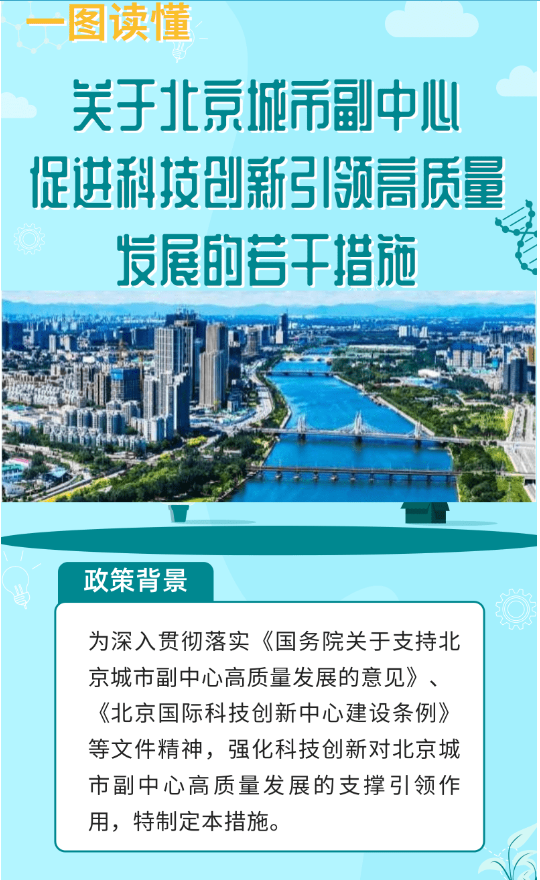 一图读懂
关于北京城市副中心
促进科技创新引领高质量
发展的若干措施
政策背景
为深入贯彻落实《国务院关于支持北
京城市副中心高质量发展的意见》、
《北京国际科技创新中心建设条例》
等文件精神，强化科技创新对北京城
市副中心高质量发展的支撑引领作
用，特制定本措施。